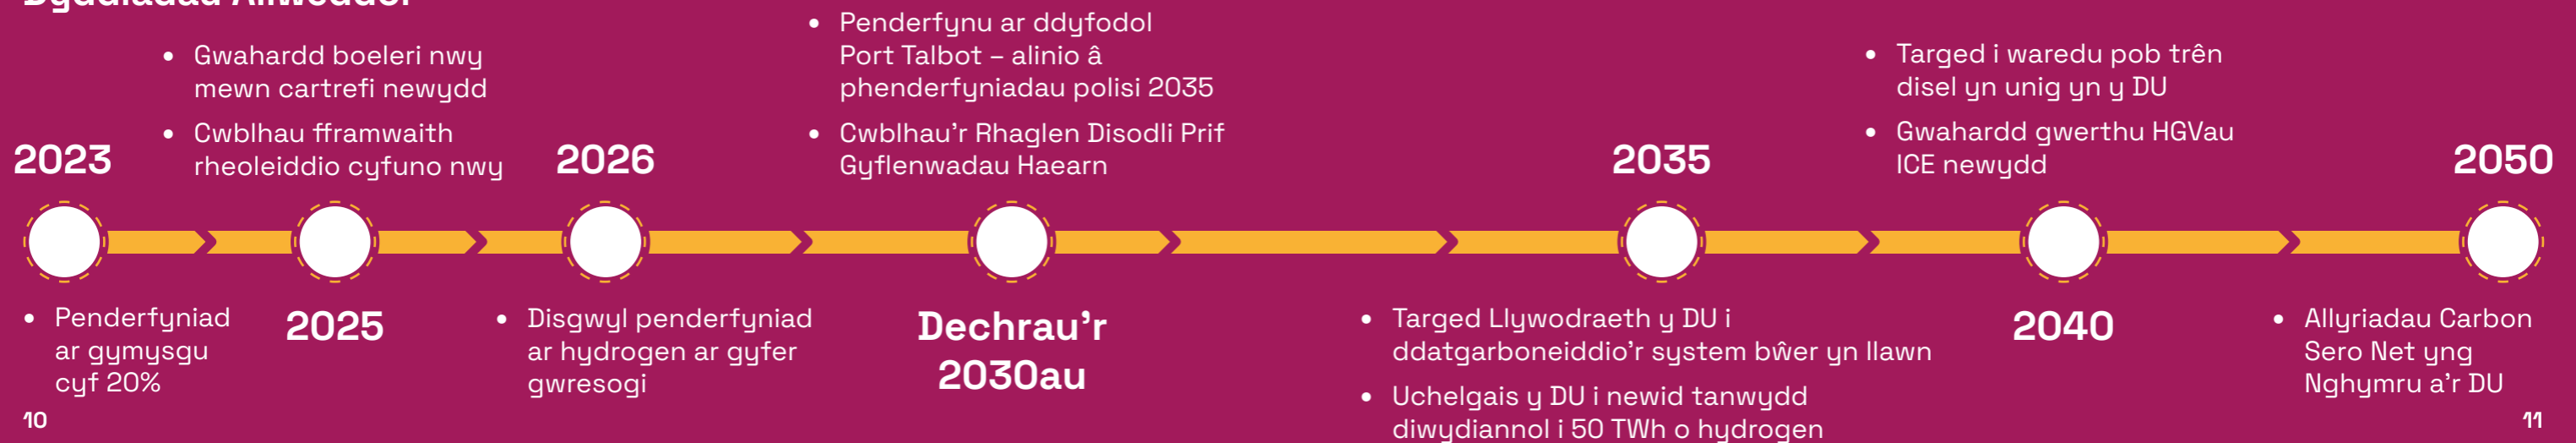 Dyddiadau Allweddol
2023
• Penderfyniad
ar gymysgu
cyf 20%
• Gwahardd boeleri nwy
mewn cartrefi newydd
• Cwblhau fframwaith
rheoleiddio cyfuno nwy
2025
2026
• Disgwyl penderfyniad
ar hydrogen ar gyfer
gwresogi
• Penderfynu ar ddyfodol
Port Talbot – alinio â
phenderfyniadau polisi 2035
• Cwblhau’r Rhaglen Disodli Prif
Gyflenwadau Haearn
Dechrau’r
2030au
2035
• Targed Llywodraeth y DU i
ddatgarboneiddio’r system bŵer yn llawn
• Uchelgais y DU i newid tanwydd
diwydiannol i 50 TWh o hydrogen
• Targed i waredu pob trên
disel yn unig yn y DU
• Gwahardd gwerthu HGVau
ICE newydd
2040
2050
• Allyriadau Carbon
Sero Net yng
Nghymru a’r DU
10
11